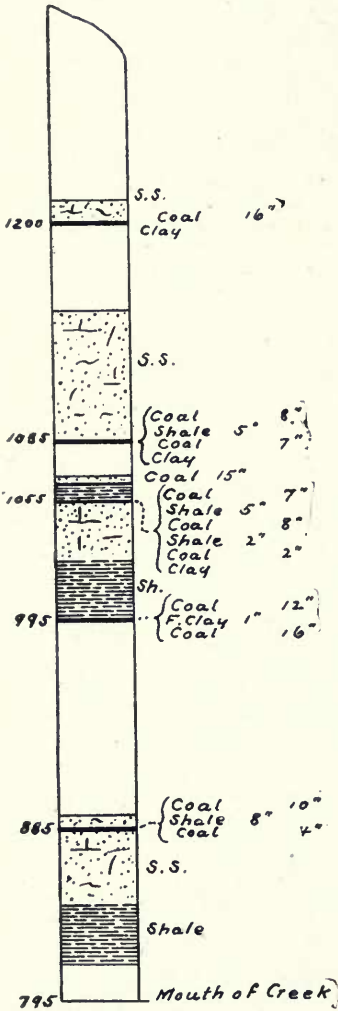 S.S.
1200 Coal 16"
Clay
S.S.
Coal 8"
1085 Shale 5"
Coal 7"
Clay
Coal 15"
1055 Coal 7"
Shale 5"
Coal 8"
Shale 2"
Coal 2"
Clay
Sh.
Coal 12"
995 F. Clay 1"
Coal 16"
Coal 10"
885 Shale 8"
Coal 4"
S.S.
Shale
795 Mouth of Creek